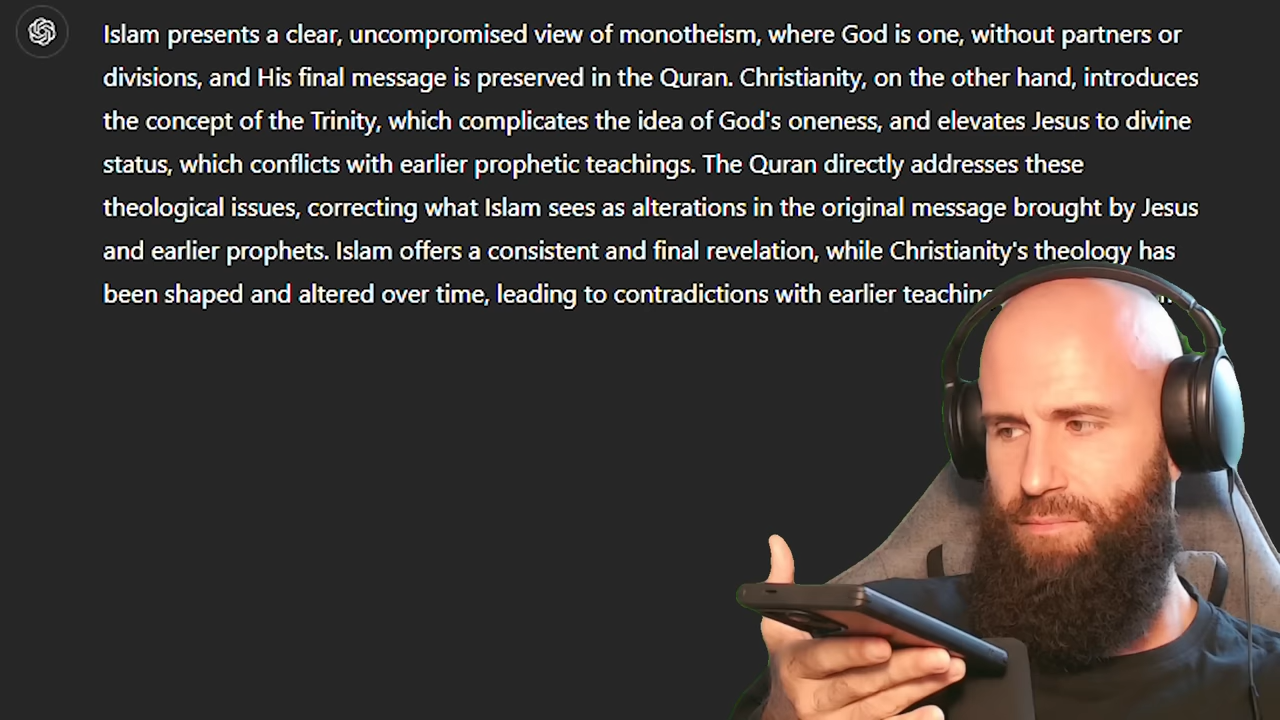 Islam presents a clear, uncompromised view of monotheism, where God is one, without partners or
divisions, and His final message is preserved in the Quran. Christianity, on the other hand, introduces
the concept of the Trinity, which complicates the idea of God's oneness, and elevates Jesus to divine
status, which conflicts with earlier prophetic teachings. The Quran directly addresses these
theological issues, correcting what Islam sees as alterations in the original message brought by Jesus
and earlier prophets. Islam offers a consistent and final revelation, while Christianity's theology has
been shaped and altered over time, leading to contradictions with earlier